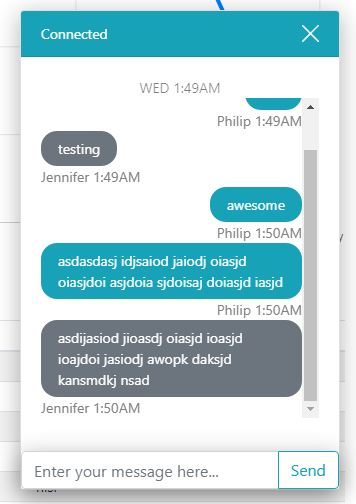 Connected
WED 1:49AM
Philip 1:49AM
testing
Jennifer 1:49AM
awesome
Philip 1:50AM
asdasdasj idjsaiod jaiodj oiasjd
oiasjdoi asjdoia sjdoisaj doiasjd iasjd
Philip 1:50AM
asdijasiod jioasdj oiasjd ioasjd
ioajdoi jasiodj awopk daksjd
kansmdkj nsad
Jennifer 1:50AM
Enter your message here...
Send